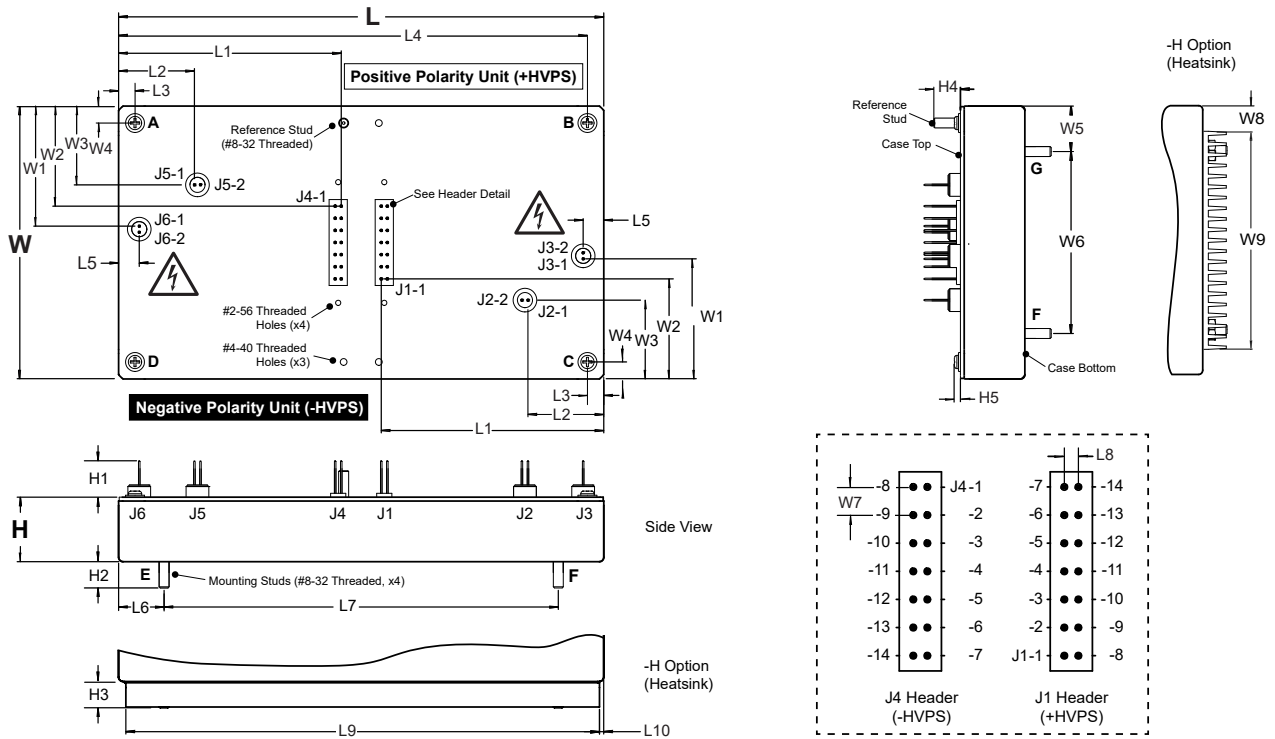 L
L4
L1
L2
L3
Positive Polarity Unit (+HVPS)
A
B
Reference Stud
(#8-32 Threaded)
W4
W3
W2
W1
W
J5-1
J5-2
J4-1
See Header Detail
J6-1
J6-2
L5
L5
J3-2
J3-1
J1-1
J2-2
J2-1
#2-56 Threaded
Holes (x4)
#4-40 Threaded
Holes (x3)
D
C
W4
W3
W2
W1
L3
L2
L1
Negative Polarity Unit (-HVPS)
H4
Reference
Stud
Case Top
W5
G
W6
F
Case Bottom
H5
-H Option
(Heatsink)
W8
W9
H1
J6
J5
J4
J1
J2
J3
H
H2
E
Mounting Studs (#8-32 Threaded, x4)
F
L6
L7
Side View
H3
L9
L10
-H Option
(Heatsink)
L8
W7
-8
J4-1
-9
-2
-10
-3
-11
-4
-12
-5
-13
-6
-14
-7
J4 Header
(-HVPS)
-7
-14
-6
-13
-5
-12
-4
-11
-3
-10
-2
-9
J1-1
-8
J1 Header
(+HVPS)